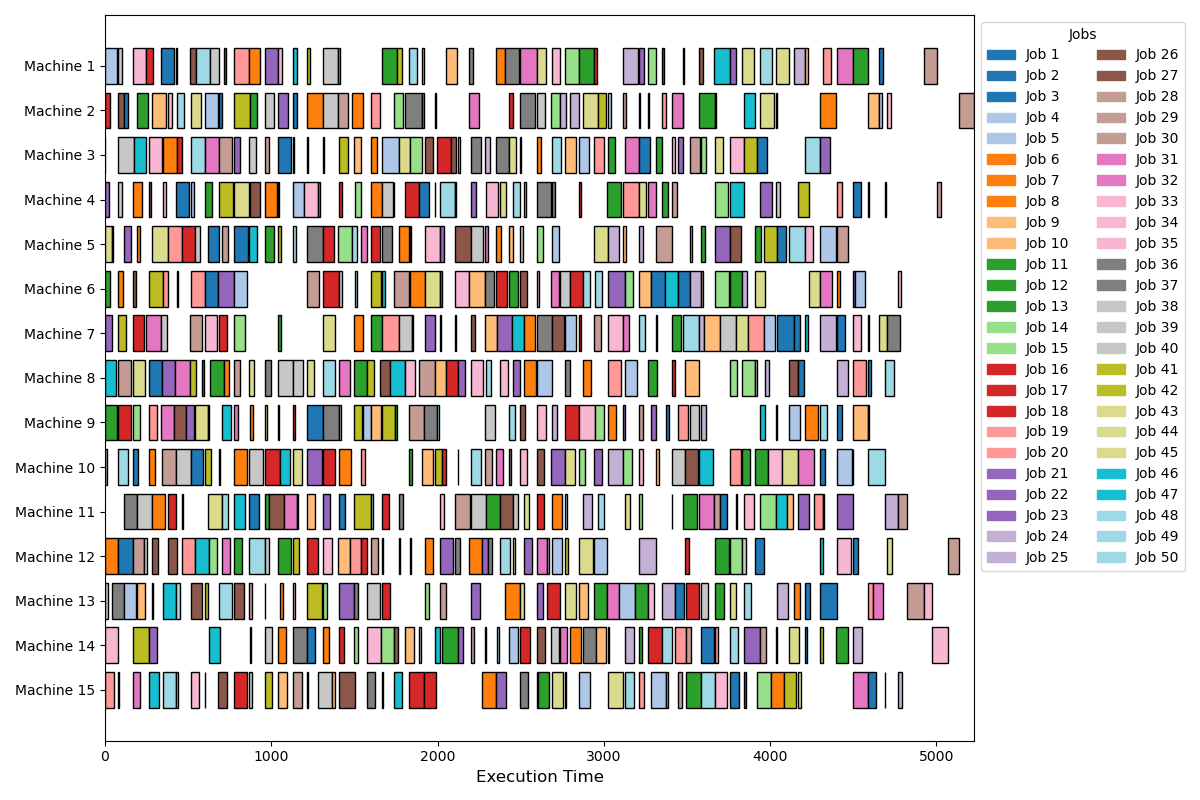 Machine 1
Machine 2
Machine 3
Machine 4
Machine 5
Machine 6
Machine 7
Machine 8
Machine 9
Machine 10
Machine 11
Machine 12
Machine 13
Machine 14
Machine 15
0 1000 2000 3000 4000 5000
Execution Time
Jobs
Job 1 Job 26
Job 2 Job 27
Job 3 Job 28
Job 4 Job 29
Job 5 Job 30
Job 6 Job 31
Job 7 Job 32
Job 8 Job 33
Job 9 Job 34
Job 10 Job 35
Job 11 Job 36
Job 12 Job 37
Job 13 Job 38
Job 14 Job 39
Job 15 Job 40
Job 16 Job 41
Job 17 Job 42
Job 18 Job 43
Job 19 Job 44
Job 20 Job 45
Job 21 Job 46
Job 22 Job 47
Job 23 Job 48
Job 24 Job 49
Job 25 Job 50